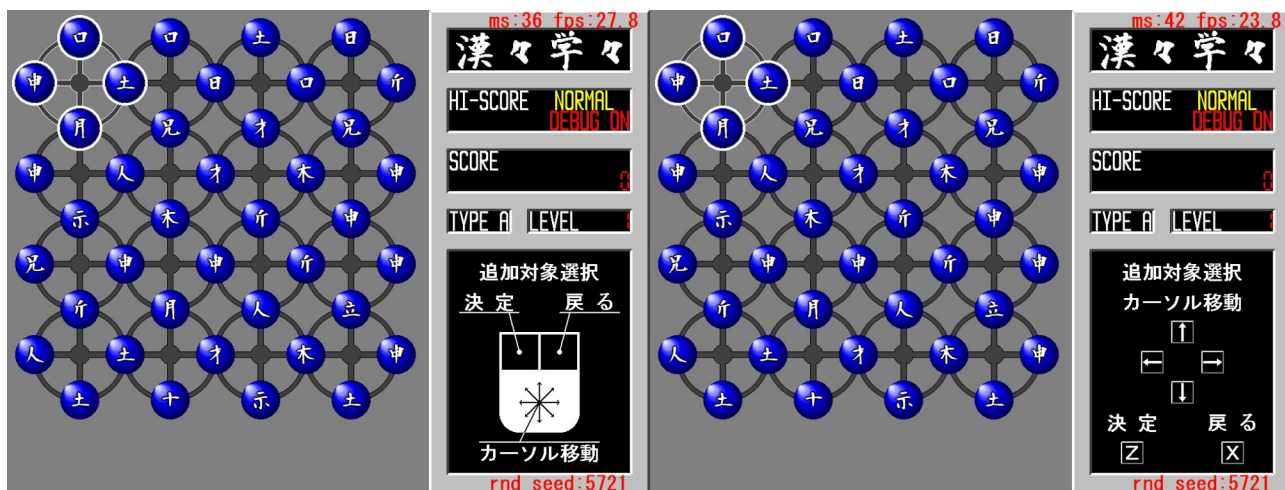 口 口 土 日
申 土 日 口 斤
月 兄 才 兄
申 人 才 木 申
示 木 斤 申
兄 申 申 斤 申
斤 月 人 立
人 土 才 木 申
土 十 示 土
ms:36 fps:27.8
漢々学々
HI-SCORE NORMAL
DEBUG ON
SCORE
0
TYPE A LEVEL 1
追加対象選択
決定 戻る
カーソル移動
rnd seed:5721
口 口 土 日
申 土 日 口 斤
月 兄 才 兄
申 人 才 木 申
示 木 斤 申
兄 申 申 斤 申
斤 月 人 立
人 土 才 木 申
土 十 示 土
ms:42 fps:23.8
漢々学々
HI-SCORE NORMAL
DEBUG ON
SCORE
0
TYPE A LEVEL 1
追加対象選択
カーソル移動
↑
← →
↓
決定 戻る
Z X
rnd seed:5721